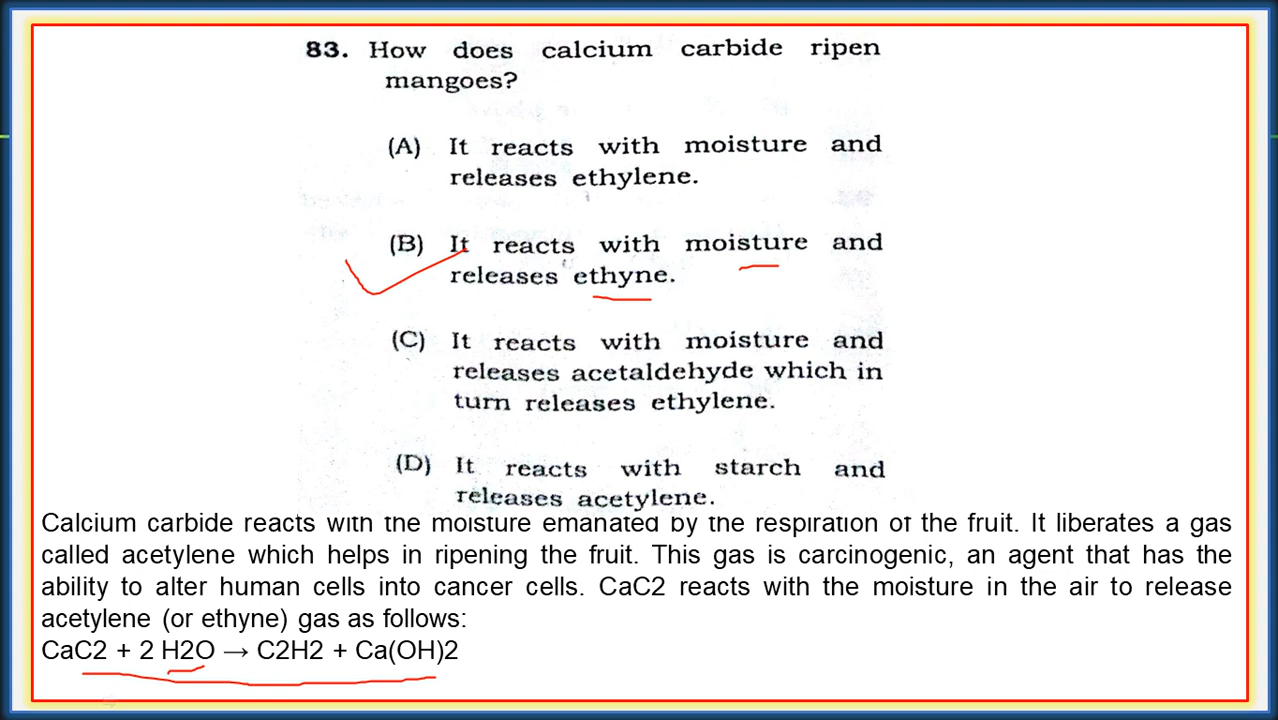 83. How does calcium carbide ripen
mangoes?
(A) It reacts with moisture and
releases ethylene.
(B) It reacts with moisture and
releases ethyne.
(C) It reacts with moisture and
releases acetaldehyde which in
turn releases ethylene.
(D) It reacts with starch and
releases acetylene.
Calcium carbide reacts with the moisture emanated by the respiration of the fruit. It liberates a gas
called acetylene which helps in ripening the fruit. This gas is carcinogenic, an agent that has the
ability to alter human cells into cancer cells. CaC2 reacts with the moisture in the air to release
acetylene (or ethyne) gas as follows:
CaC2 + 2 H2O → C2H2 + Ca(OH)2